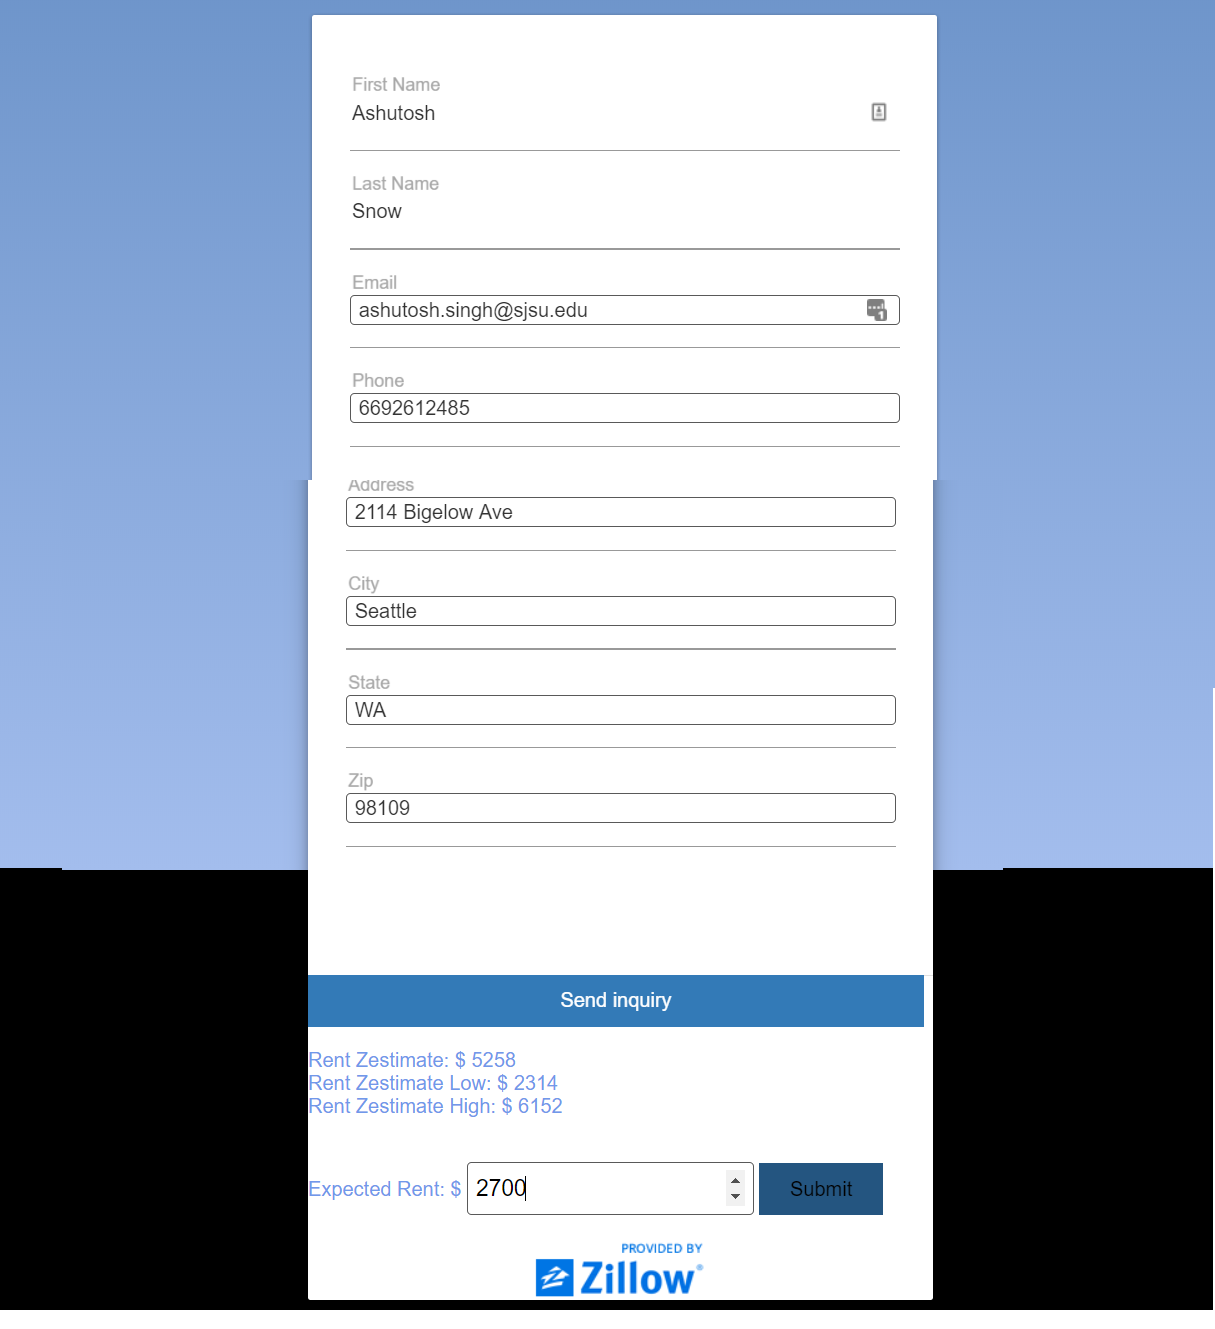 First Name
Ashutosh
Last Name
Snow
Email
ashutosh.singh@sjsu.edu
1
Phone
6692612485
Address
2114 Bigelow Ave
City
Seattle
State
WA
Zip
98109
Send inquiry
Rent Zestimate: $ 5258
Rent Zestimate Low: $ 2314
Rent Zestimate High: $ 6152
Expected Rent: $ 2700 Submit
PROVIDED BY
Zillow®